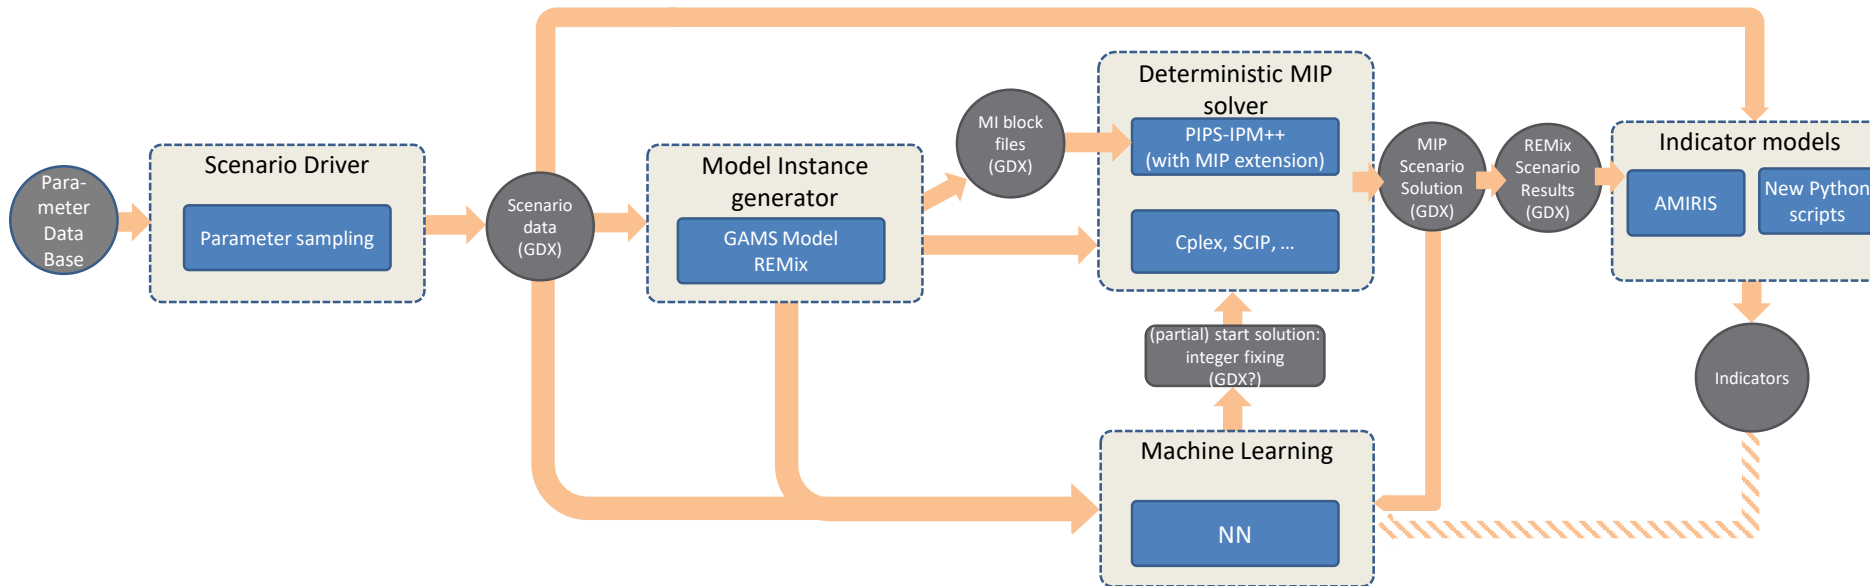 Para-
meter
Data
Base
Scenario Driver
Parameter sampling
Scenario
data
(GDX)
Model Instance
generator
GAMS Model
REMix
MI block
files
(GDX)
Deterministic MIP
solver
PIPS-IPM++
(with MIP extension)
Cplex, SCIP, ...
(partial) start solution:
integer fixing
(GDX?)
Machine Learning
NN
MIP
Scenario
Solution
(GDX)
REMix
Scenario
Results
(GDX)
Indicator models
AMIRIS
New Python
scripts
Indicators